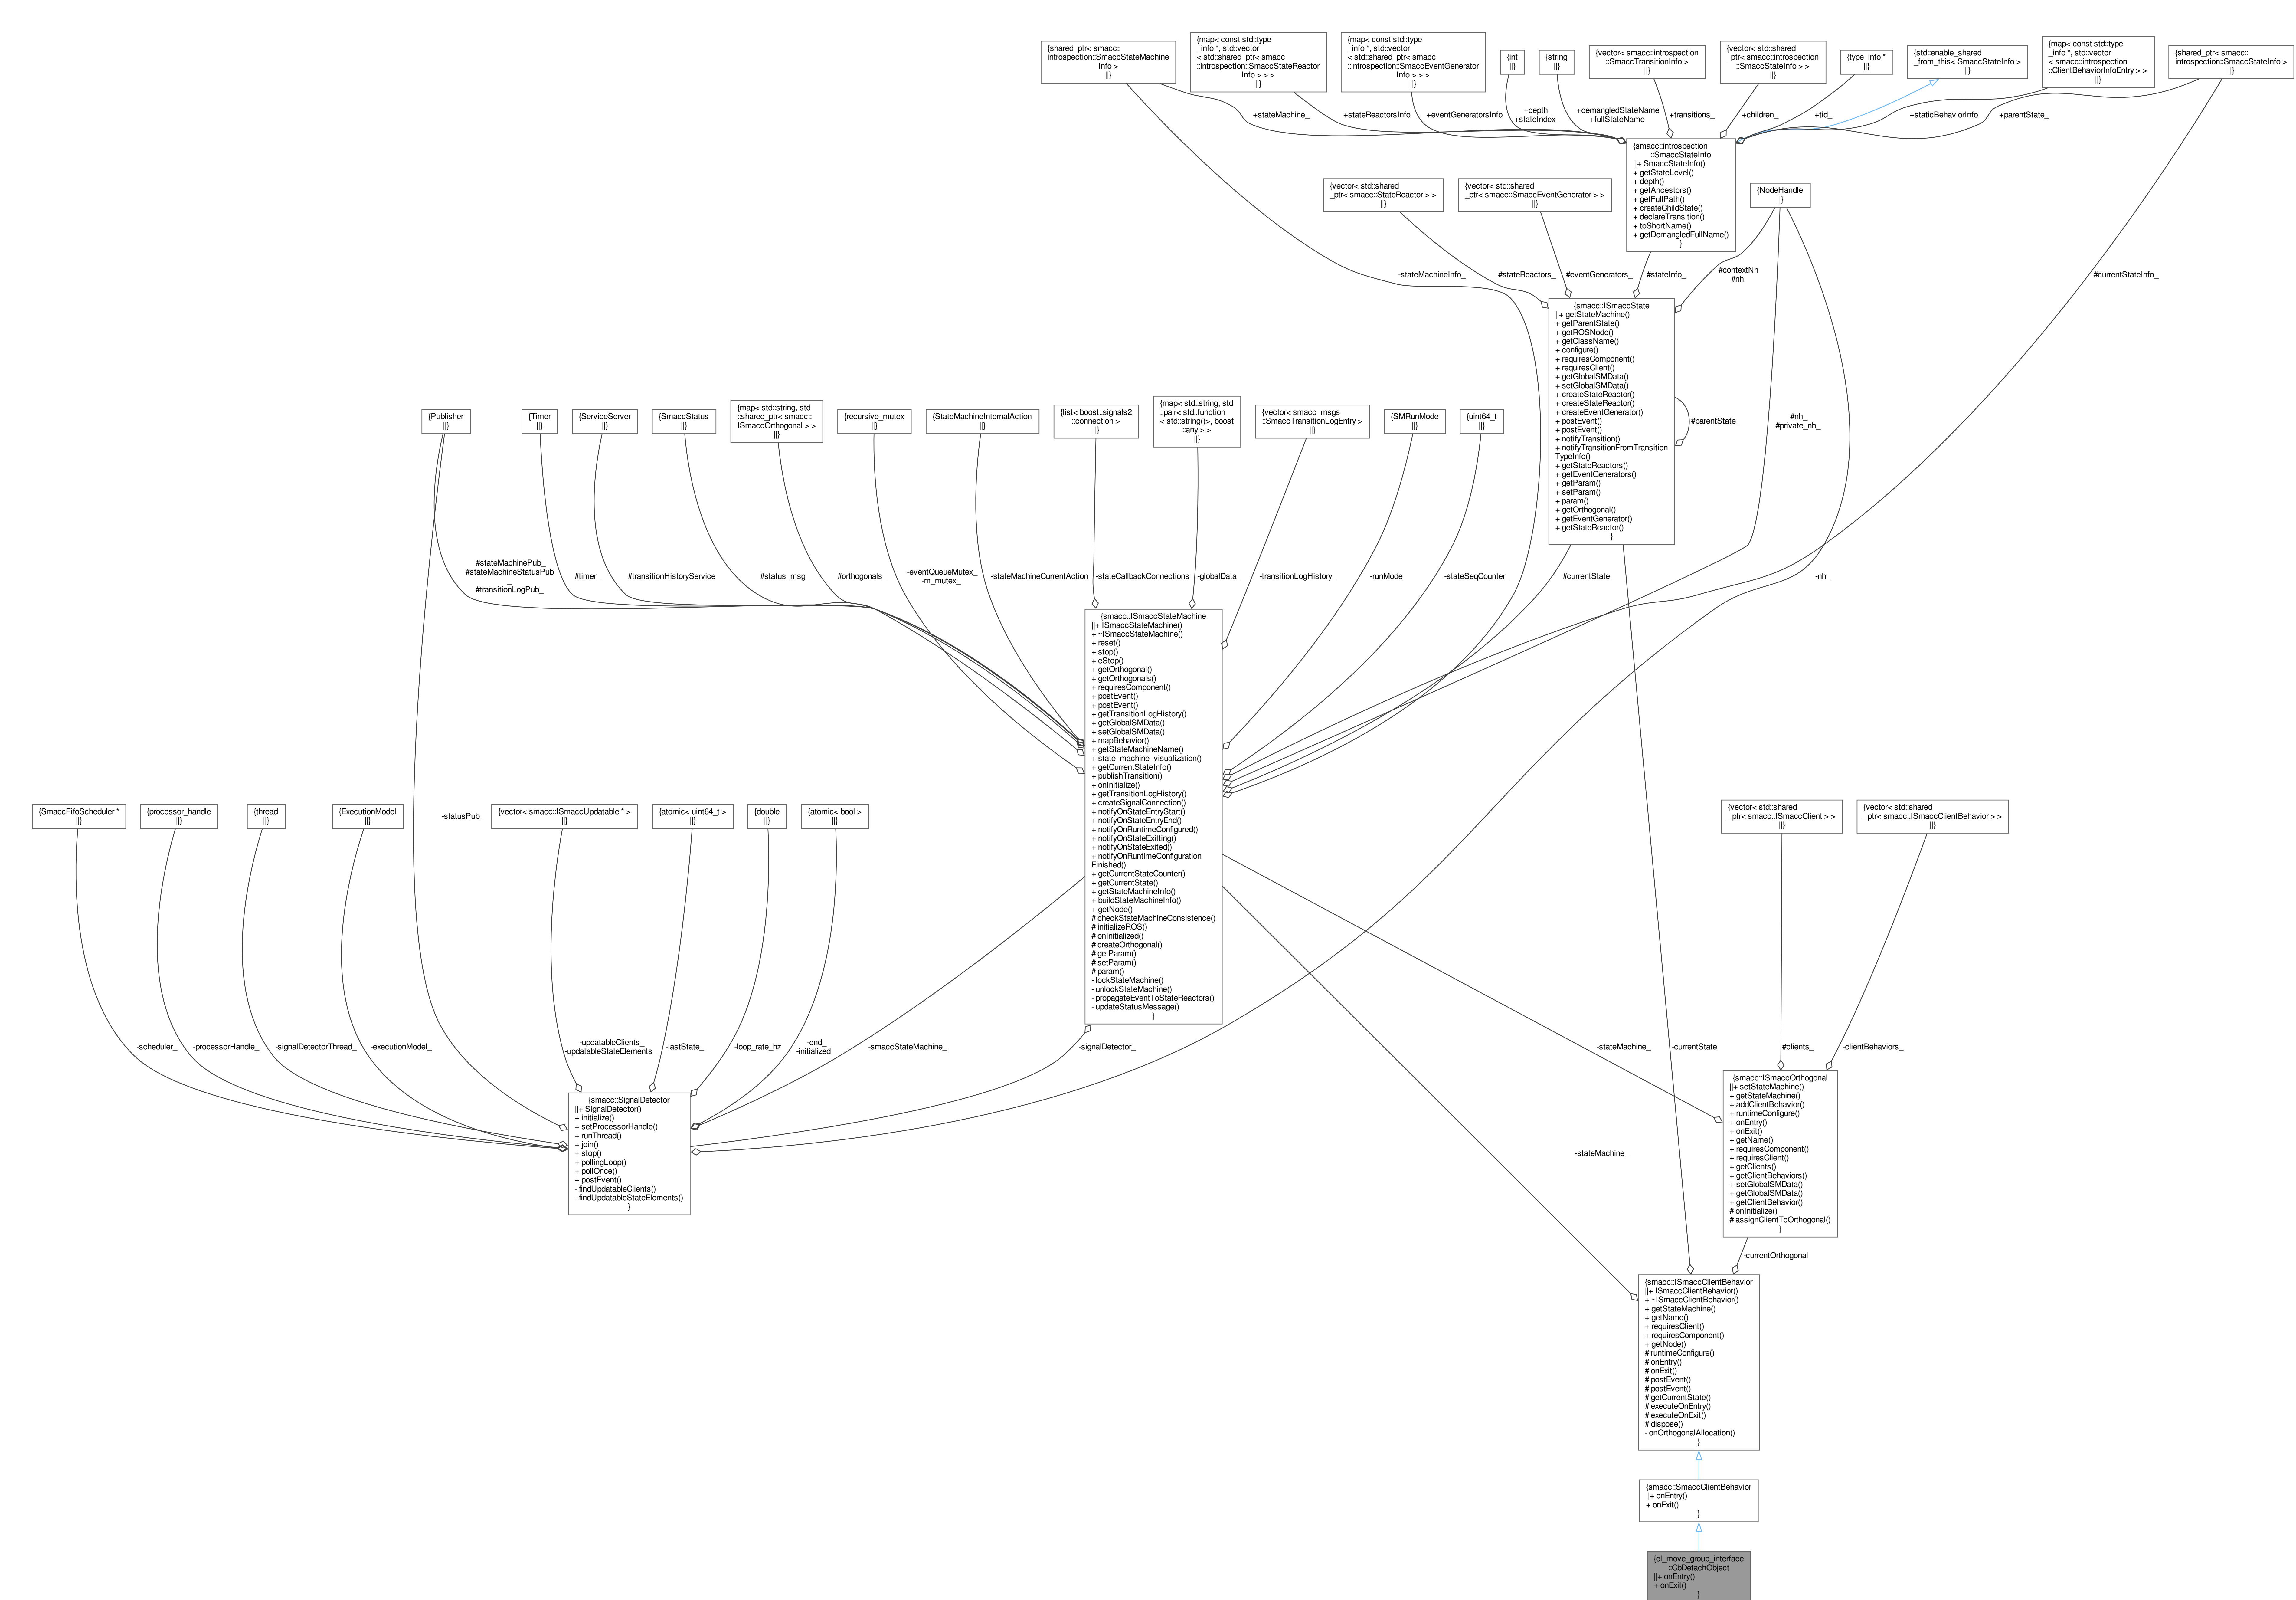 {shared_ptr< smacc::
introspection::SmaccStateMachine
Info >
||}
{map< const std::type
_info *, std::vector
< std::shared_ptr< smacc
::introspection::SmaccStateReactor
Info > > >
||}
{map< const std::type
_info *, std::vector
< std::shared_ptr< smacc
::introspection::SmaccEventGenerator
Info > > >
||}
{int
||}
{string
||}
{vector< smacc::introspection
::SmaccTransitionInfo >
||}
{vector< std::shared
_ptr< smacc::introspection
::SmaccStateInfo > >
||}
{type_info *
||}
{std::enable_shared
_from_this< SmaccStateInfo >
||}
{map< const std::type
_info *, std::vector
< smacc::introspection
::ClientBehaviorInfoEntry > >
||}
{shared_ptr< smacc::
introspection::SmaccStateInfo >
||}
+stateMachine_
+stateReactorsInfo
+eventGeneratorsInfo
+depth_
+stateIndex_
+demangledStateName
+fullStateName
+transitions_
+children_
+tid_
+staticBehaviorInfo
+parentState_
{smacc::introspection
::SmaccStateInfo
||+ SmaccStateInfo()
+ getStateLevel()
+ depth()
+ getAncestors()
+ getFullPath()
+ createChildState()
+ declareTransition()
+ toShortName()
+ getDemangledFullName()
}
{vector< std::shared
_ptr< smacc::StateReactor > >
||}
{vector< std::shared
_ptr< smacc::SmaccEventGenerator > >
||}
{NodeHandle
||}
-stateMachineInfo_
#stateReactors_
#eventGenerators_
#stateInfo_
#contextNh
#nh
#currentStateInfo_
{smacc::ISmaccState
||+ getStateMachine()
+ getParentState()
+ getROSNode()
+ getClassName()
+ configure()
+ requiresComponent()
+ requiresClient()
+ getGlobalSMData()
+ setGlobalSMData()
+ createStateReactor()
+ createStateReactor()
+ createEventGenerator()
+ postEvent()
+ postEvent()
+ notifyTransition()
+ notifyTransitionFromTransition
TypeInfo()
+ getStateReactors()
+ getEventGenerators()
+ getParam()
+ setParam()
+ param()
+ getOrthogonal()
+ getEventGenerator()
+ getStateReactor()
}
#parentState_
#nh_
#private_nh_
{Publisher
||}
{Timer
||}
{ServiceServer
||}
{SmaccStatus
||}
{map< std::string, std
::shared_ptr< smacc::
ISmaccOrthogonal > >
||}
{recursive_mutex
||}
{StateMachineInternalAction
||}
{list< boost::signals2
::connection >
||}
{map< std::string, std
::pair< std::function
< std::string()>, boost
::any > >
||}
{vector< smacc_msgs
::SmaccTransitionLogEntry >
||}
{SMRunMode
||}
{uint64_t
||}
#stateMachinePub_
#stateMachineStatusPub
_
#transitionLogPub_
#timer_
#transitionHistoryService_
#status_msg_
#orthogonals_
-eventQueueMutex_
-m_mutex_
-stateMachineCurrentAction
-stateCallbackConnections
-globalData_
-transitionLogHistory_
-runMode_
-stateSeqCounter_
#currentState_
-nh_
{smacc::ISmaccStateMachine
||+ ISmaccStateMachine()
+ ~ISmaccStateMachine()
+ reset()
+ stop()
+ eStop()
+ getOrthogonal()
+ getOrthogonals()
+ requiresComponent()
+ postEvent()
+ postEvent()
+ getTransitionLogHistory()
+ getGlobalSMData()
+ setGlobalSMData()
+ mapBehavior()
+ getStateMachineName()
+ state_machine_visualization()
+ getCurrentStateInfo()
+ publishTransition()
+ onInitialize()
+ getTransitionLogHistory()
+ createSignalConnection()
+ notifyOnStateEntryStart()
+ notifyOnStateEntryEnd()
+ notifyOnRuntimeConfigured()
+ notifyOnStateExitting()
+ notifyOnStateExited()
+ notifyOnRuntimeConfiguration
Finished()
+ getCurrentStateCounter()
+ getCurrentState()
+ getStateMachineInfo()
+ buildStateMachineInfo()
+ getNode()
# checkStateMachineConsistence()
# initializeROS()
# onInitialized()
# createOrthogonal()
# getParam()
# setParam()
# param()
- lockStateMachine()
- unlockStateMachine()
- propagateEventToStateReactors()
- updateStatusMessage()
}
{SmaccFifoScheduler *
||}
{processor_handle
||}
{thread
||}
{ExecutionModel
||}
-statusPub_
{vector< smacc::ISmaccUpdatable * >
||}
{atomic< uint64_t >
||}
{double
||}
{atomic< bool >
||}
{vector< std::shared
_ptr< smacc::ISmaccClient > >
||}
{vector< std::shared
_ptr< smacc::ISmaccClientBehavior > >
||}
-scheduler_
-processorHandle_
-signalDetectorThread_
-executionModel_
-updatableClients_
-updatableStateElements_
-lastState_
-loop_rate_hz
-end_
-initialized_
-smaccStateMachine_
-signalDetector_
-stateMachine_
-currentState
#clients_
-clientBehaviors_
{smacc::SignalDetector
||+ SignalDetector()
+ initialize()
+ setProcessorHandle()
+ runThread()
+ join()
+ stop()
+ pollingLoop()
+ pollOnce()
+ postEvent()
- findUpdatableClients()
- findUpdatableStateElements()
}
{smacc::ISmaccOrthogonal
||+ setStateMachine()
+ getStateMachine()
+ addClientBehavior()
+ runtimeConfigure()
+ onEntry()
+ onExit()
+ getName()
+ requiresComponent()
+ requiresClient()
+ getClients()
+ getClientBehaviors()
+ setGlobalSMData()
+ getGlobalSMData()
+ getClientBehavior()
# onInitialize()
# assignClientToOrthogonal()
}
-stateMachine_
-currentOrthogonal
{smacc::ISmaccClientBehavior
||+ ISmaccClientBehavior()
+ ~ISmaccClientBehavior()
+ getStateMachine()
+ getName()
+ requiresClient()
+ requiresComponent()
+ getNode()
# runtimeConfigure()
# onEntry()
# onExit()
# postEvent()
# postEvent()
# getCurrentState()
# executeOnEntry()
# executeOnExit()
# dispose()
- onOrthogonalAllocation()
}
{smacc::SmaccClientBehavior
||+ onEntry()
+ onExit()
}
{cl_move_group_interface
::CbDetachObject
||+ onEntry()
+ onExit()
}